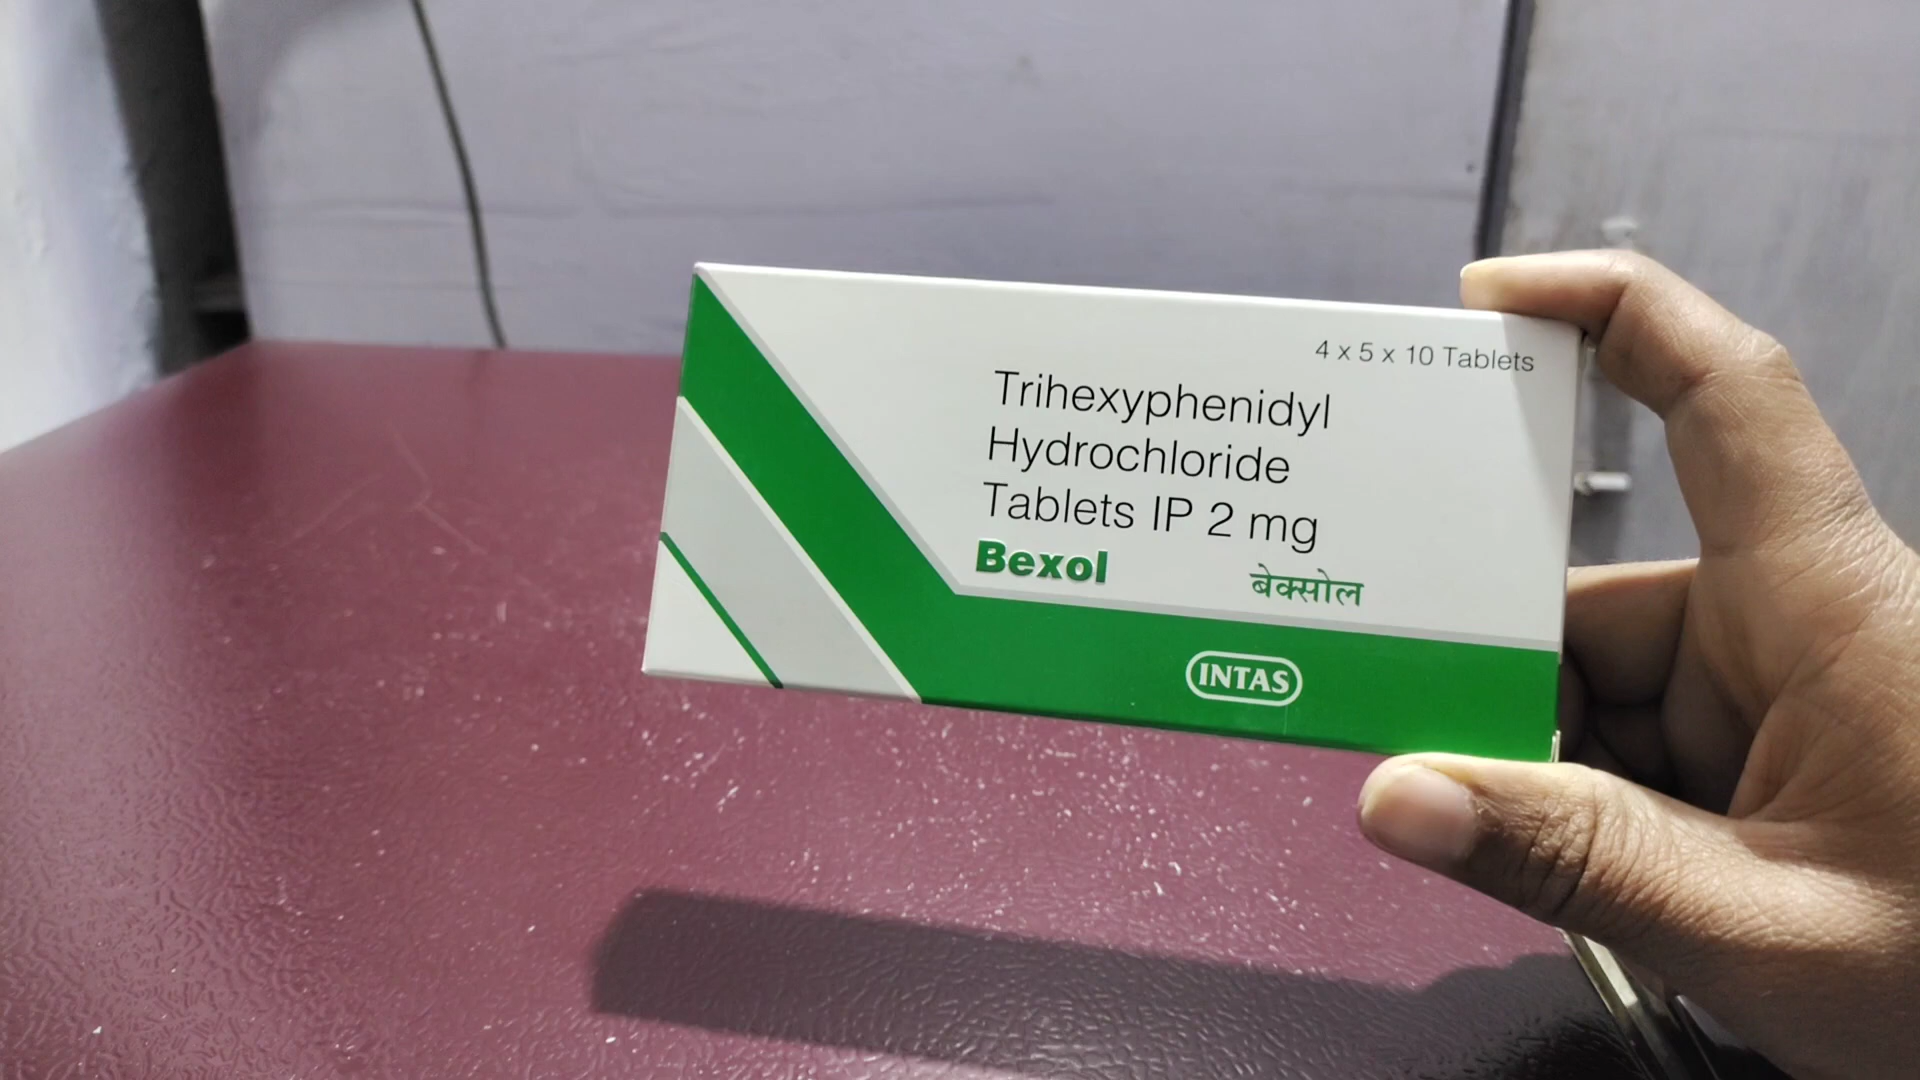 4 x 5 x 10 Tablets
Trihexyphenidyl
Hydrochloride
Tablets IP 2 mg
Bexol बेक्सोल
INTAS